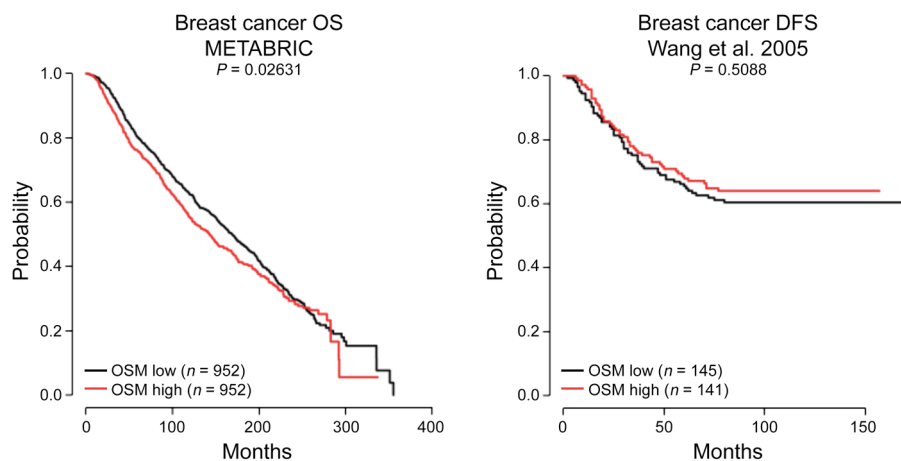 Breast cancer OS
METABRIC
P = 0.02631
Probability
1.0
0.8
0.6
0.4
0.2
0.0
OSM low (n = 952)
OSM high (n = 952)
0 100 200 300 400
Months
Breast cancer DFS
Wang et al. 2005
P = 0.5088
Probability
1.0
0.8
0.6
0.4
0.2
0.0
OSM low (n = 145)
OSM high (n = 141)
0 50 100 150
Months